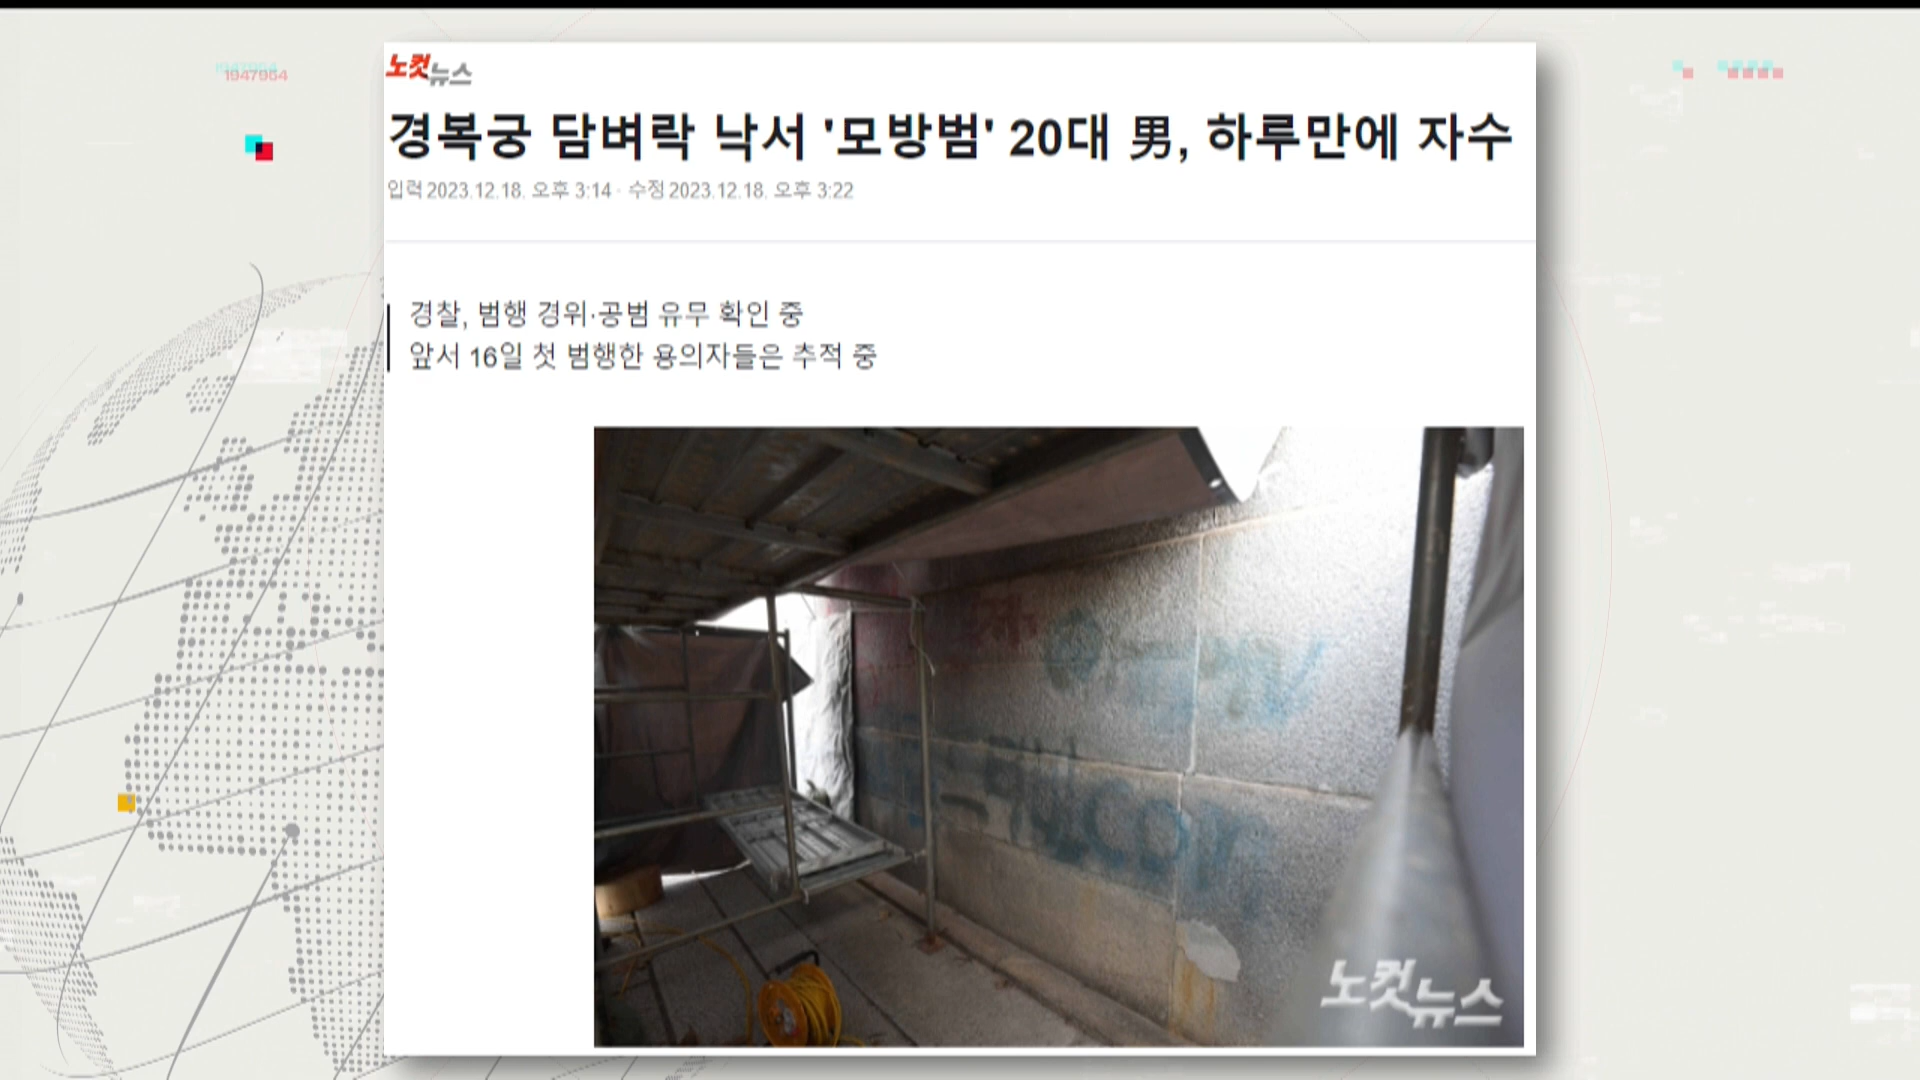 1947954
노컷뉴스
경복궁 담벼락 낙서 '모방범' 20대 男, 하루만에 자수
입력 2023.12.18. 오후 3:14 · 수정 2023.12.18. 오후 3:22
경찰, 범행 경위·공범 유무 확인 중
앞서 16일 첫 범행한 용의자들은 추적 중
노컷뉴스